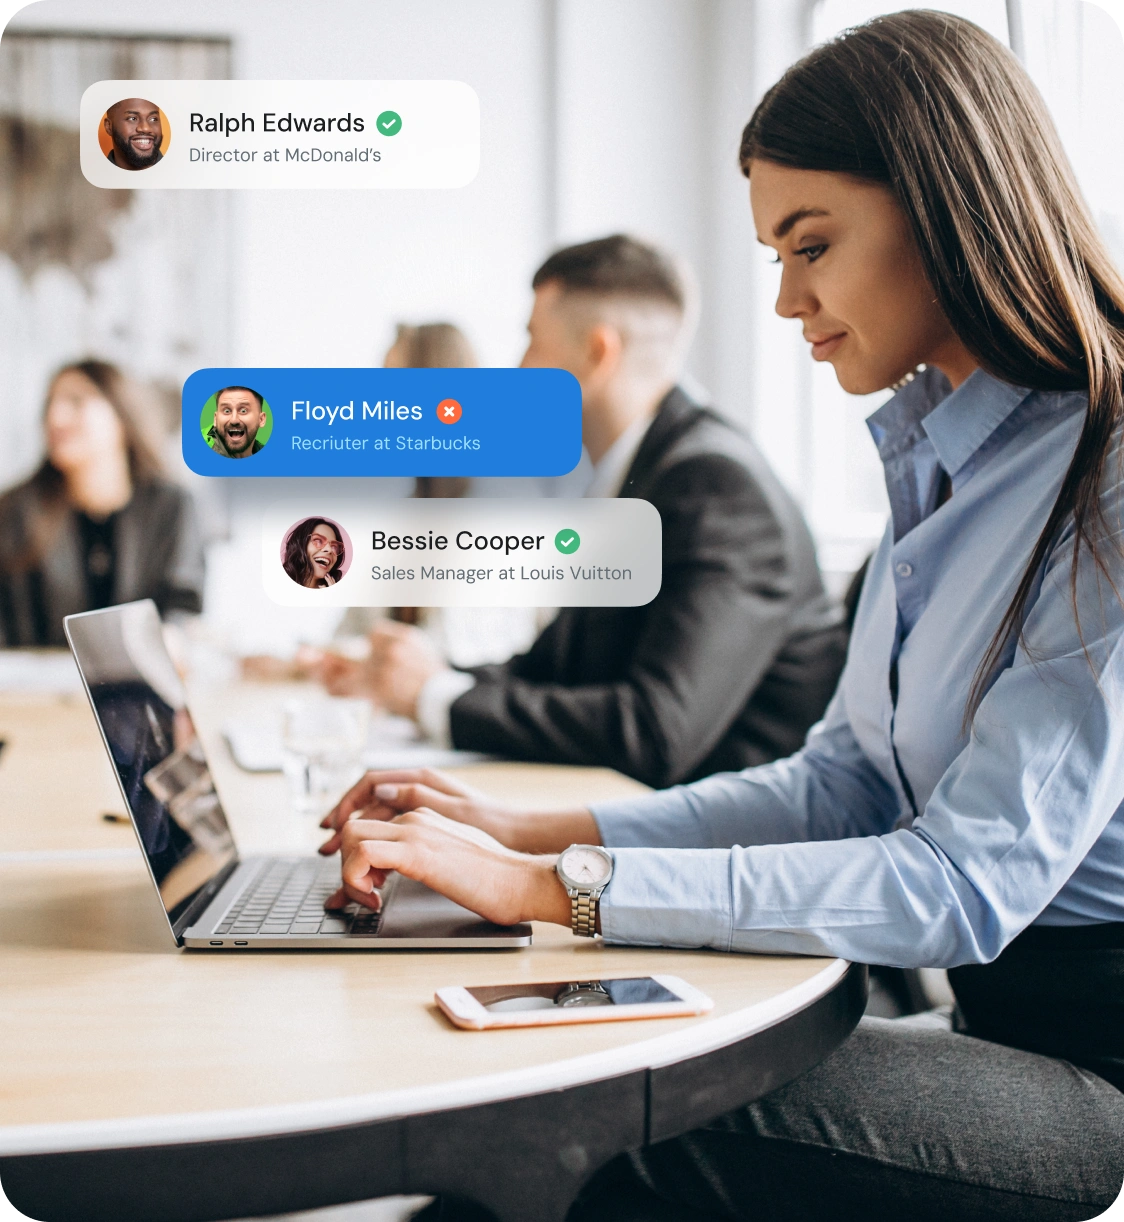 Ralph Edwards
Director at McDonald's
Floyd Miles
Recriuter at Starbucks
Bessie Cooper
Sales Manager at Louis Vuitton